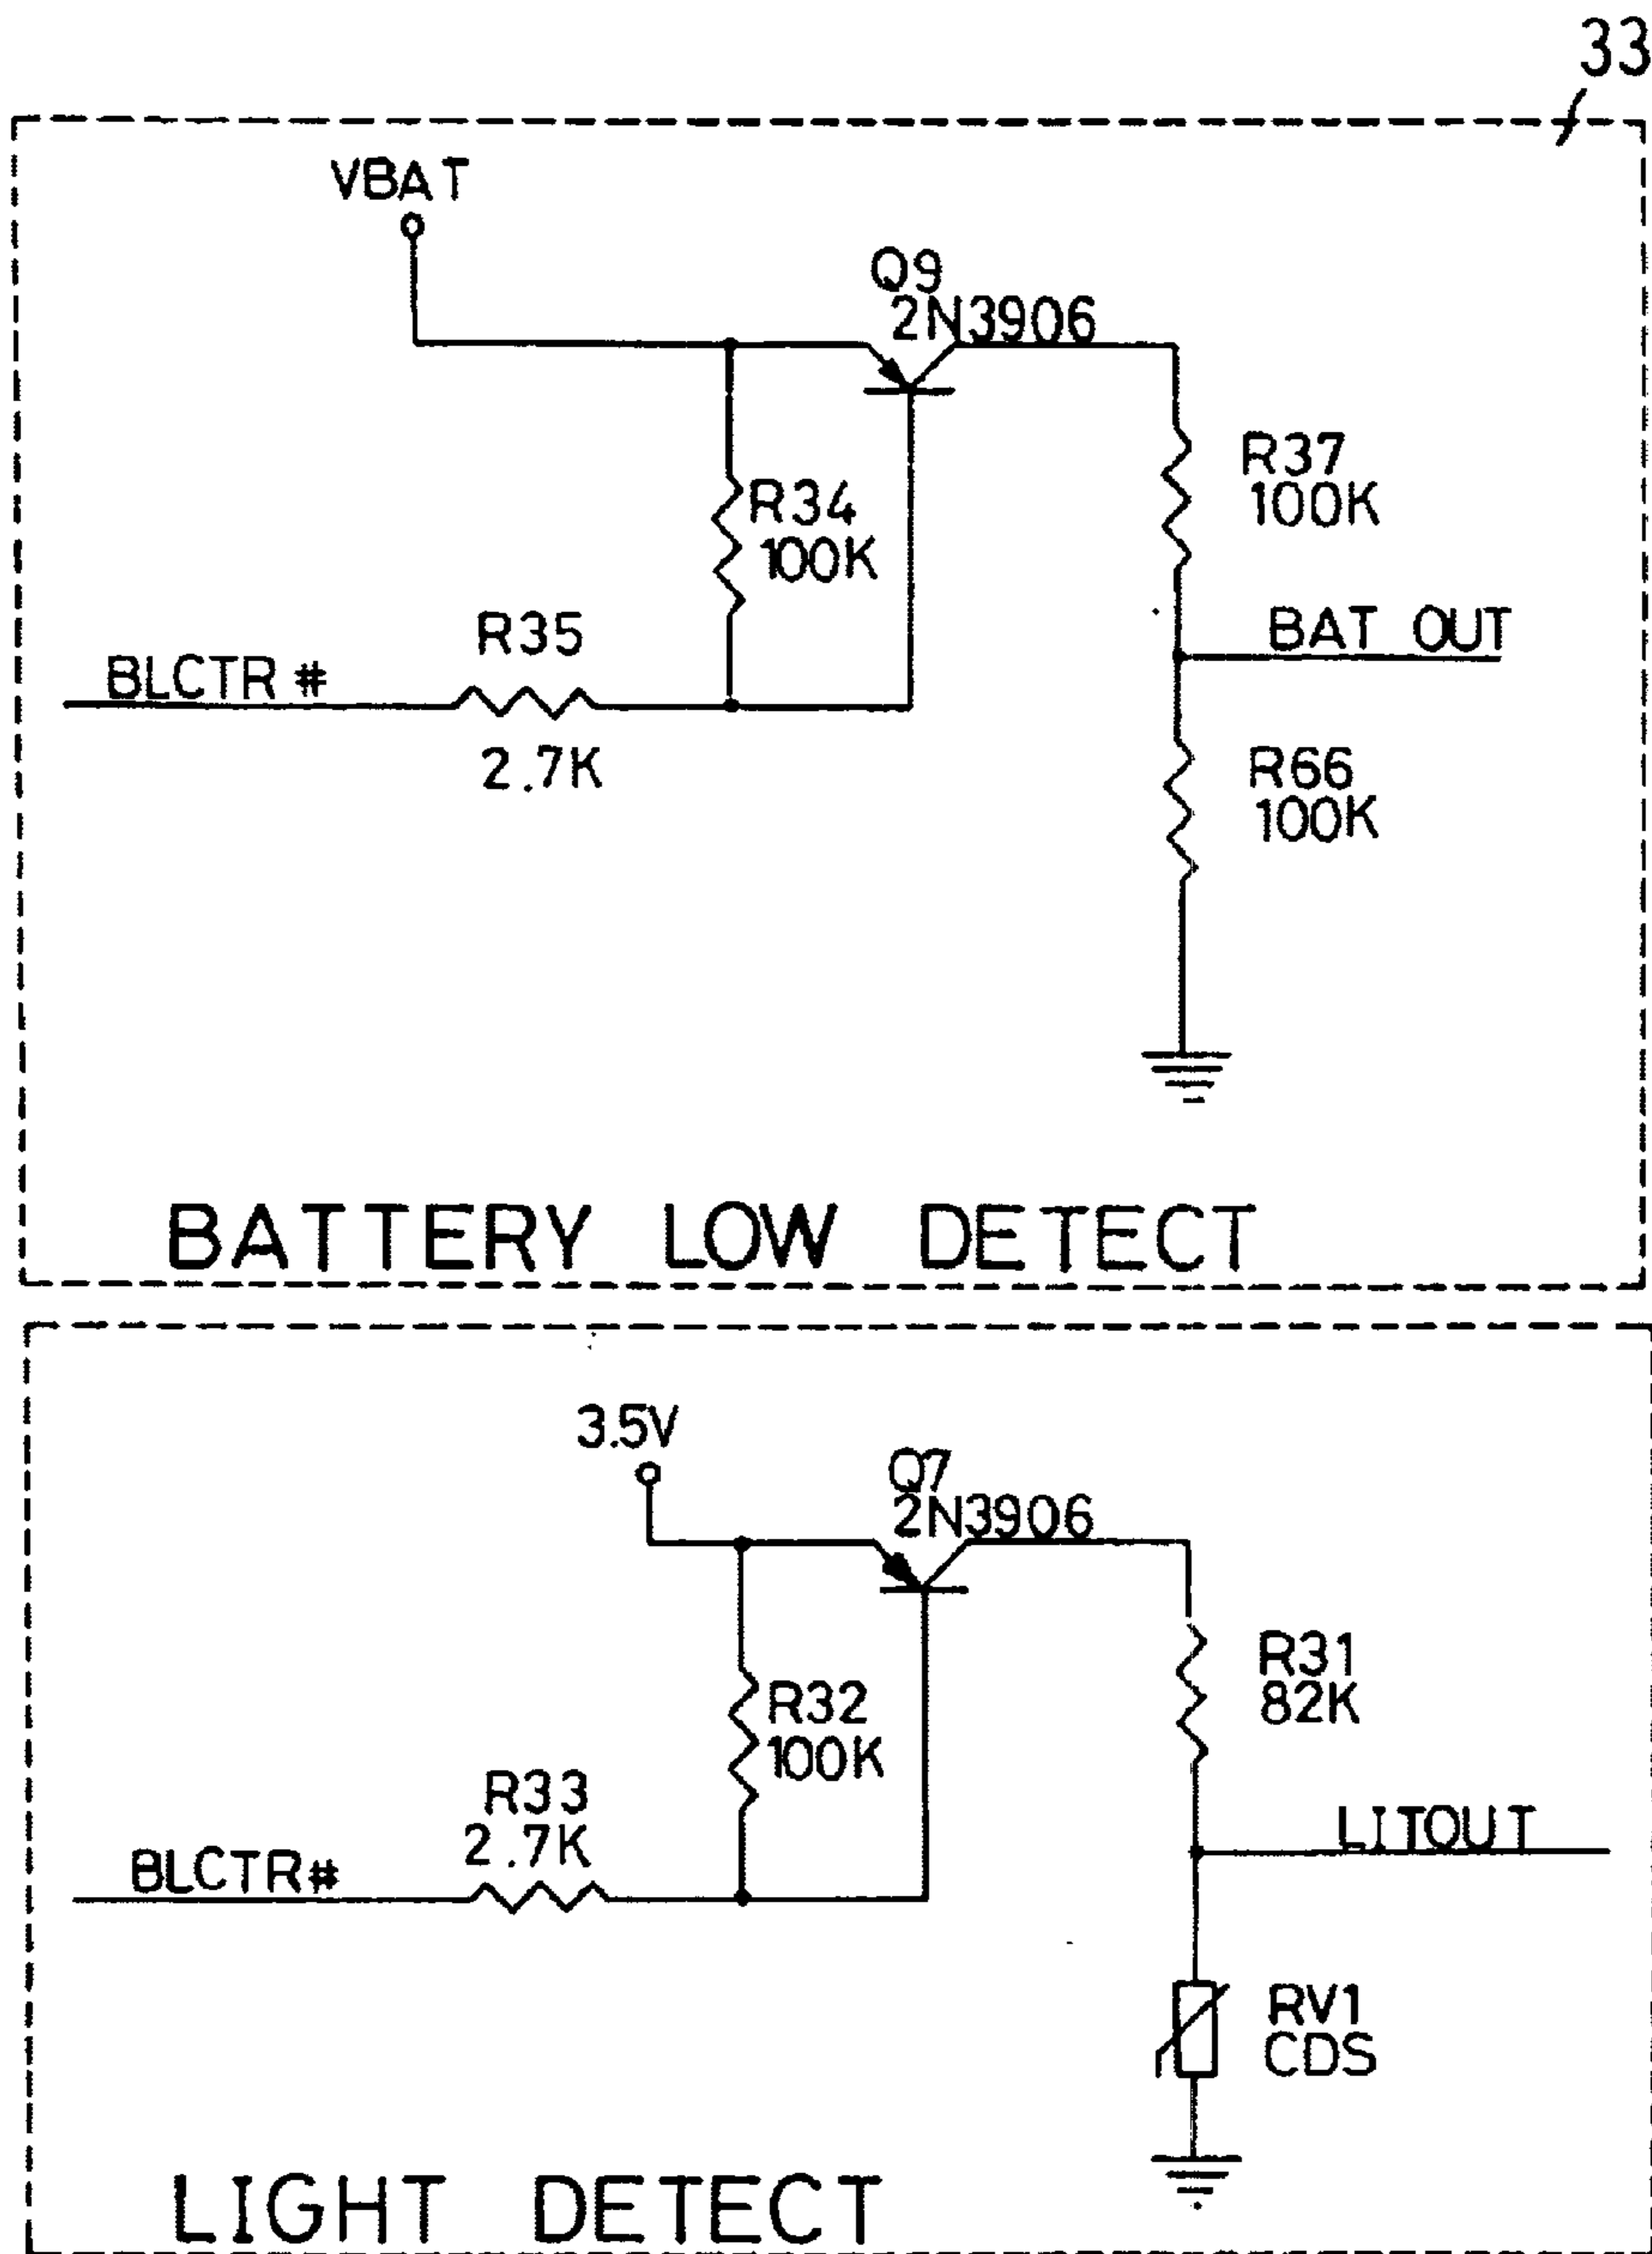 33
VBAT
Q9
2N3906
R37
100K
R34
100K
BAT OUT
R35
BLCTR #
2.7K
R66
100K
BATTERY LOW DETECT
3.5V
Q7
2N3906
R31
82K
R32
100K
R33
2.7K
LITOUT
BLCTR#
RV1
CDS
LIGHT DETECT